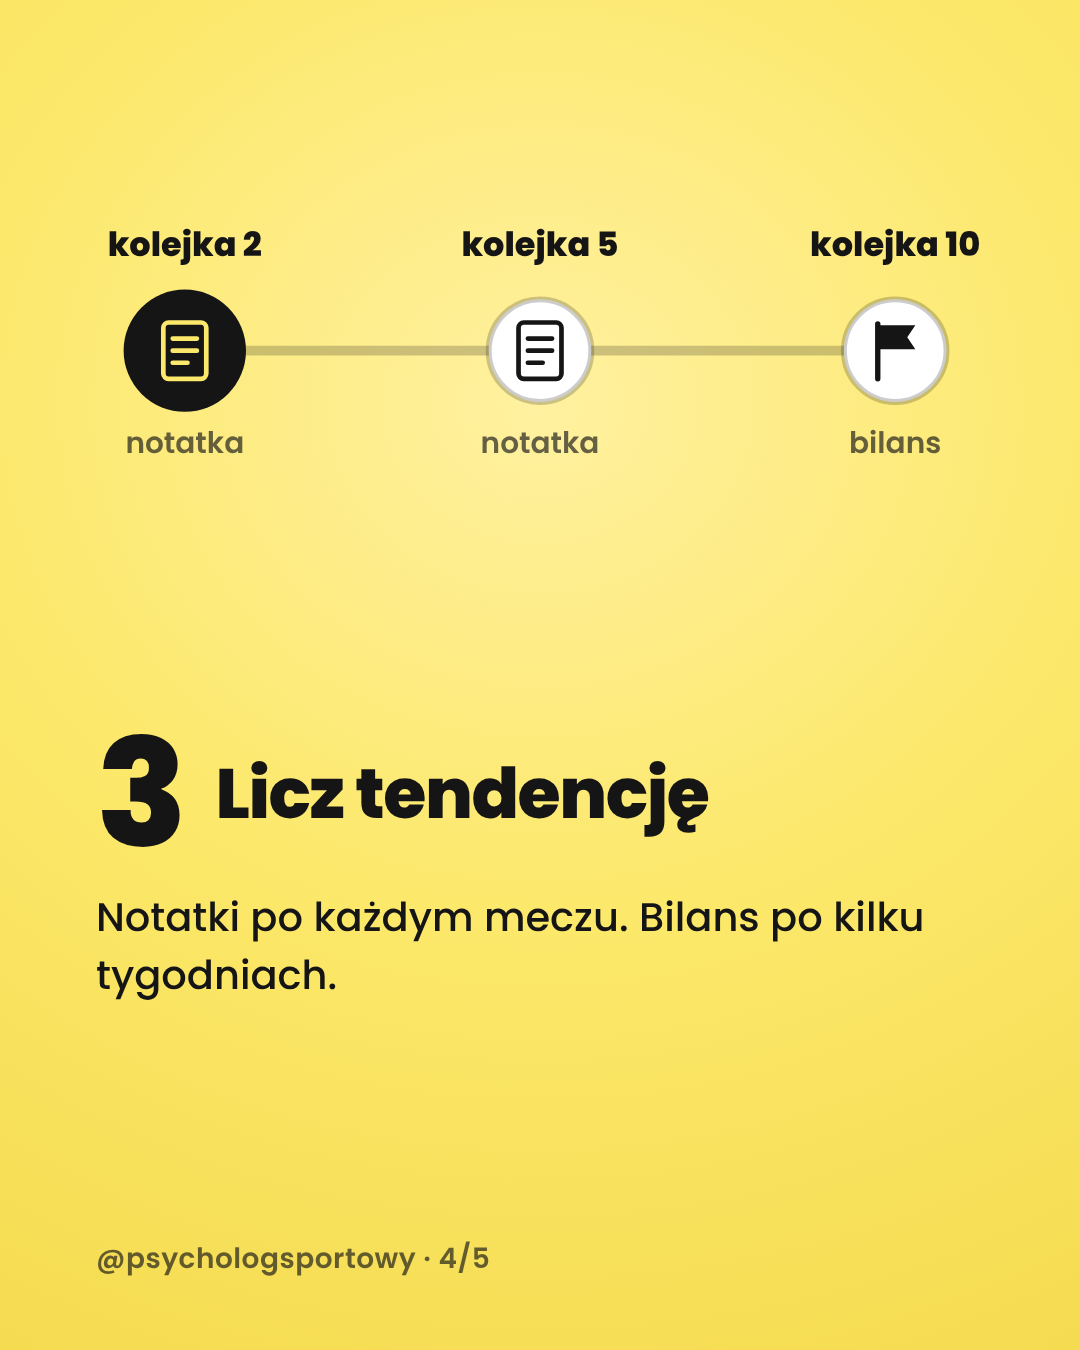 kolejka 2 kolejka 5 kolejka 10
notatka notatka bilans
3 Licz tendencję
Notatki po każdym meczu. Bilans po kilku
tygodniach.
@psychologsportowy · 4/5